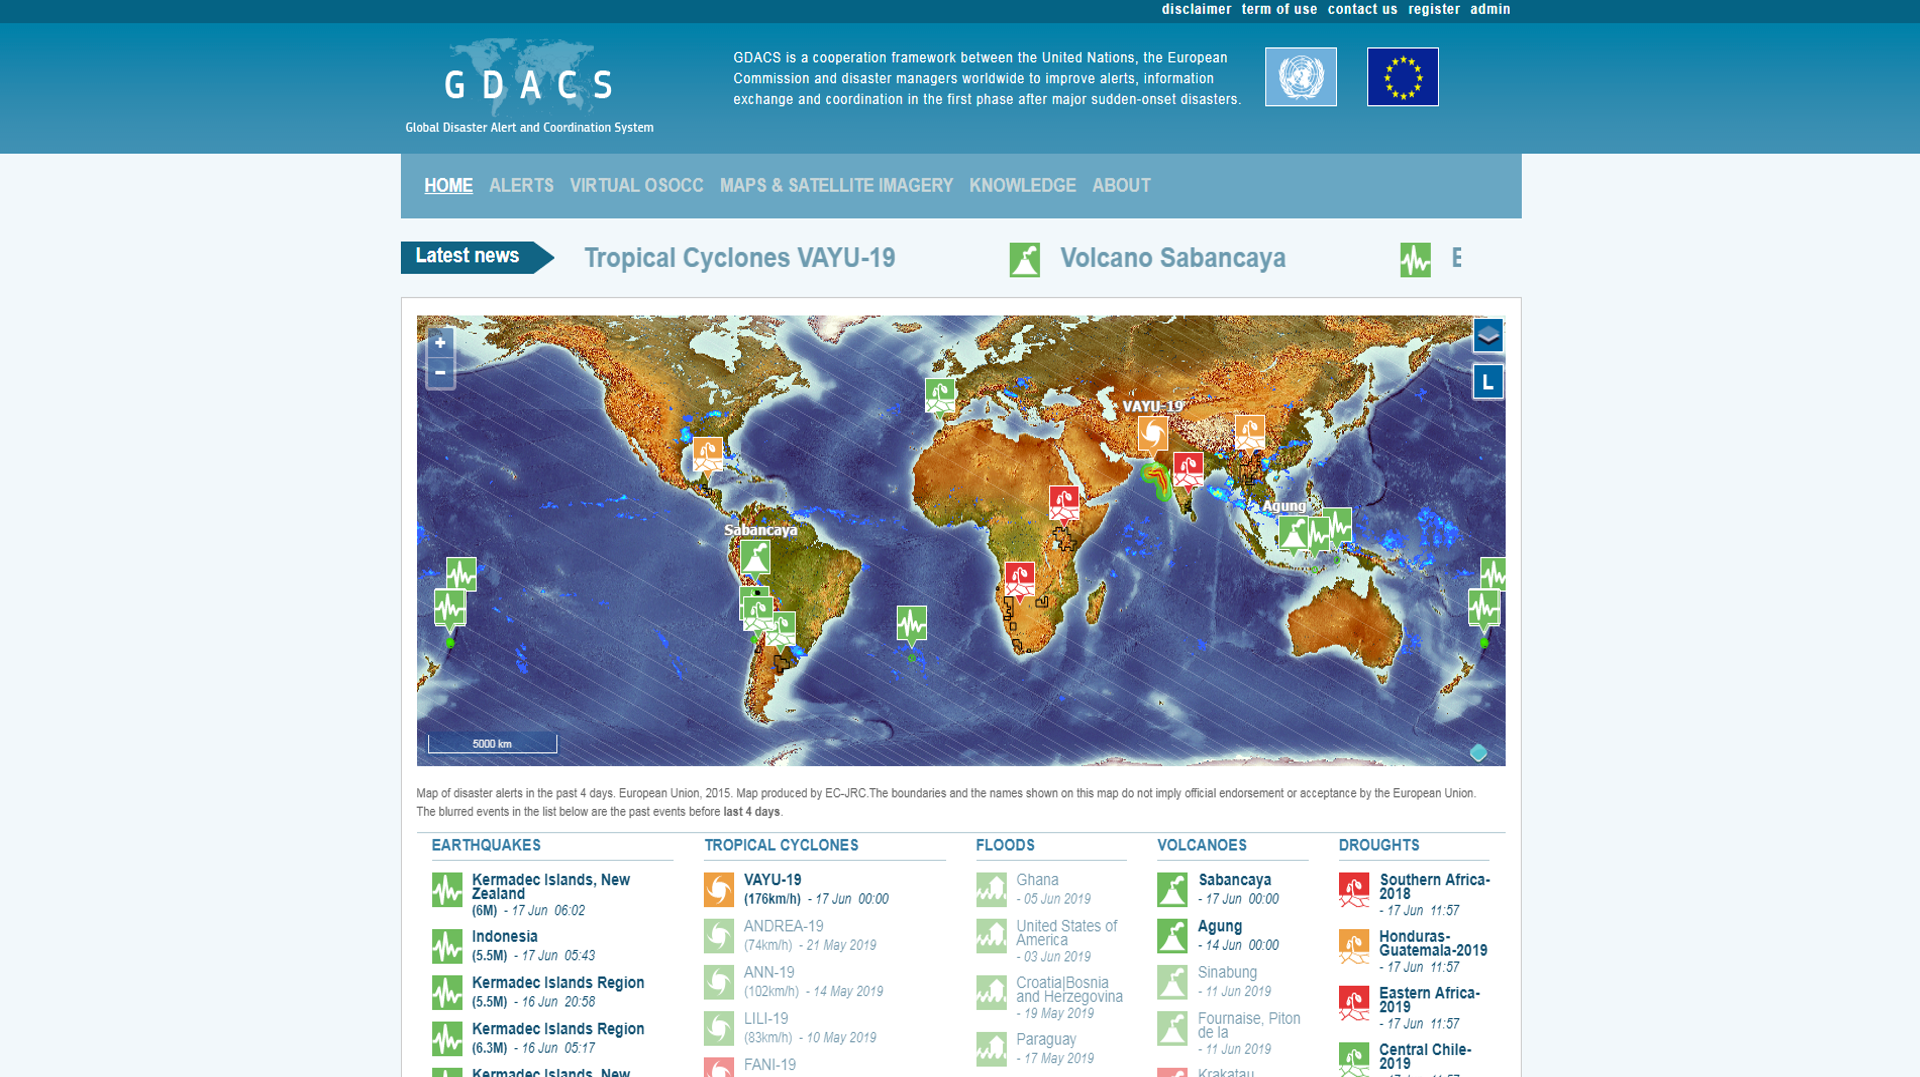 disclaimer term of use contact us register admin
GDACS
Global Disaster Alert and Coordination System
GDACS is a cooperation framework between the United Nations, the European
Commission and disaster managers worldwide to improve alerts, information
exchange and coordination in the first phase after major sudden-onset disasters.
HOME ALERTS VIRTUAL OSOCC MAPS & SATELLITE IMAGERY KNOWLEDGE ABOUT
Latest news
Tropical Cyclones VAYU-19
Volcano Sabancaya
E
+
−
L
VAYU-19
Agung
Sabancaya
5000 km
Map of disaster alerts in the past 4 days. European Union, 2015. Map produced by EC-JRC.The boundaries and the names shown on this map do not imply official endorsement or acceptance by the European Union.
The blurred events in the list below are the past events before last 4 days.
EARTHQUAKES
Kermadec Islands, New
Zealand
(6M) - 17 Jun 06:02
Indonesia
(5.5M) - 17 Jun 05:43
Kermadec Islands Region
(5.5M) - 16 Jun 20:58
Kermadec Islands Region
(6.3M) - 16 Jun 05:17
Kermadec Islands, New
TROPICAL CYCLONES
VAYU-19
(176km/h) - 17 Jun 00:00
ANDREA-19
(74km/h) - 21 May 2019
ANN-19
(102km/h) - 14 May 2019
LILI-19
(83km/h) - 10 May 2019
FANI-19
FLOODS
Ghana
- 05 Jun 2019
United States of
America
- 03 Jun 2019
Croatia|Bosnia
and Herzegovina
- 19 May 2019
Paraguay
- 17 May 2019
VOLCANOES
Sabancaya
- 17 Jun 00:00
Agung
- 14 Jun 00:00
Sinabung
- 11 Jun 2019
Fournaise, Piton
de la
- 11 Jun 2019
Krakatau
DROUGHTS
Southern Africa-
2018
- 17 Jun 11:57
Honduras-
Guatemala-2019
- 17 Jun 11:57
Eastern Africa-
2019
- 17 Jun 11:57
Central Chile-
2019
- 17 Jun 11:57